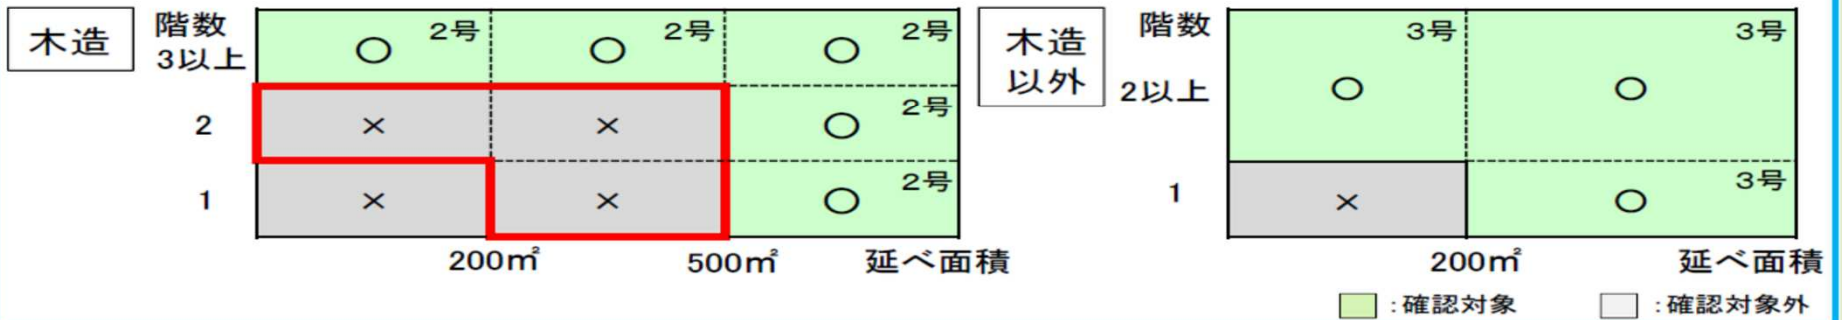 木造
階数
3以上
2
1
2号
2号
2号
○
○
○
×
×
○
2号
×
×
○
2号
200㎡
500㎡
延べ面積
木造
以外
階数
2以上
1
3号
3号
○
○
×
○
3号
200㎡
延べ面積
:確認対象
:確認対象外